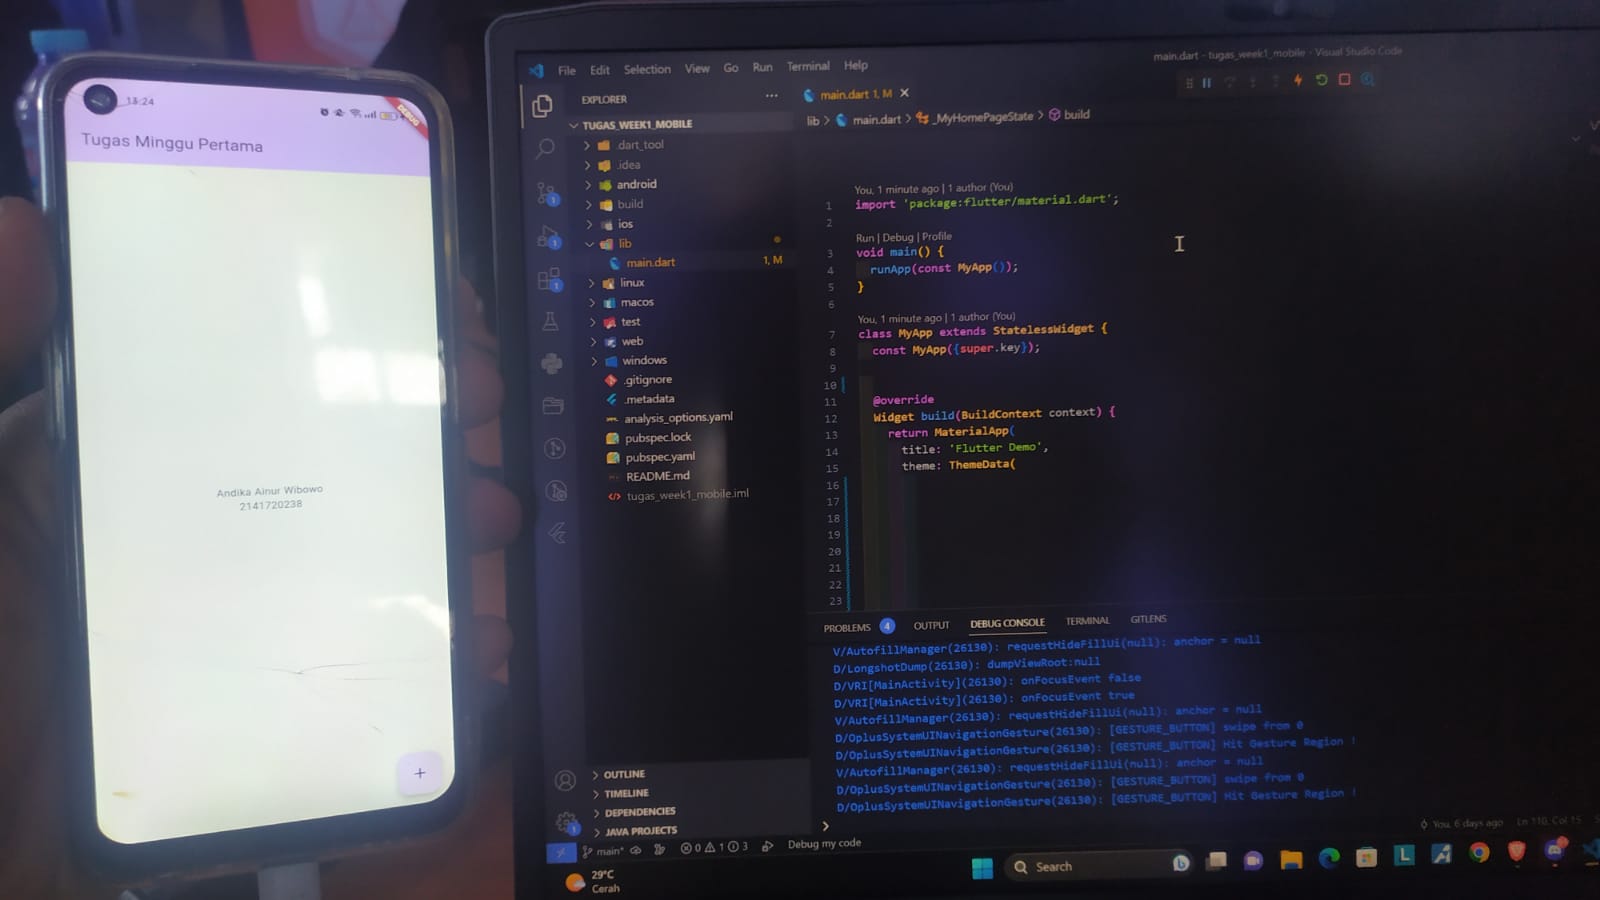 13:24
DEBUG
Tugas Minggu Pertama
Andika Ainur Wibowo
2141720238
+
File Edit Selection View Go Run Terminal Help
main.dart - tugas_week1_mobile - Visual Studio Code
EXPLORER
TUGAS_WEEK1_MOBILE
.dart_tool
.idea
android
build
ios
lib
main.dart 1, M
linux
macos
test
web
windows
.gitignore
.metadata
analysis_options.yaml
pubspec.lock
pubspec.yaml
README.md
tugas_week1_mobile.iml
OUTLINE
TIMELINE
DEPENDENCIES
JAVA PROJECTS
main.dart 1, M
lib > main.dart > _MyHomePageState > build
You, 1 minute ago | 1 author (You)
1 import 'package:flutter/material.dart';
2
Run | Debug | Profile
3 void main() {
4 runApp(const MyApp());
5 }
6
You, 1 minute ago | 1 author (You)
7 class MyApp extends StatelessWidget {
8 const MyApp({super.key});
9
10
11 @override
12 Widget build(BuildContext context) {
13 return MaterialApp(
14 title: 'Flutter Demo',
15 theme: ThemeData(
16
17
18
19
20
21
22
23
PROBLEMS 4 OUTPUT DEBUG CONSOLE TERMINAL GITLENS
V/AutofillManager(26130): requestHideFillUi(null): anchor = null
D/LongshotDump(26130): dumpViewRoot:null
D/VRI[MainActivity](26130): onFocusEvent false
D/VRI[MainActivity](26130): onFocusEvent true
V/AutofillManager(26130): requestHideFillUi(null): anchor = null
D/OplusSystemUINavigationGesture(26130): [GESTURE_BUTTON] swipe from 0
D/OplusSystemUINavigationGesture(26130): [GESTURE_BUTTON] Hit Gesture Region !
V/AutofillManager(26130): requestHideFillUi(null): anchor = null
D/OplusSystemUINavigationGesture(26130): [GESTURE_BUTTON] swipe from 0
D/OplusSystemUINavigationGesture(26130): [GESTURE_BUTTON] Hit Gesture Region !
>
main* 0 1 3 Debug my code
You, 6 days ago Ln 110, Col 15
29°C
Cerah
Search